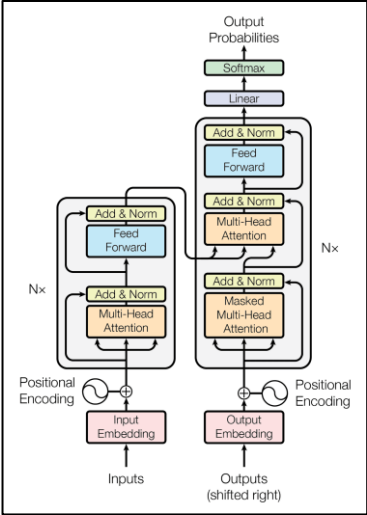 Output
Probabilities
Softmax
Linear
Add & Norm
Feed
Forward
Add & Norm
Multi-Head
Attention
Add & Norm
Masked
Multi-Head
Attention
N×
Add & Norm
Feed
Forward
Add & Norm
Multi-Head
Attention
N×
Positional
Encoding
Positional
Encoding
Input
Embedding
Output
Embedding
Inputs
Outputs
(shifted right)